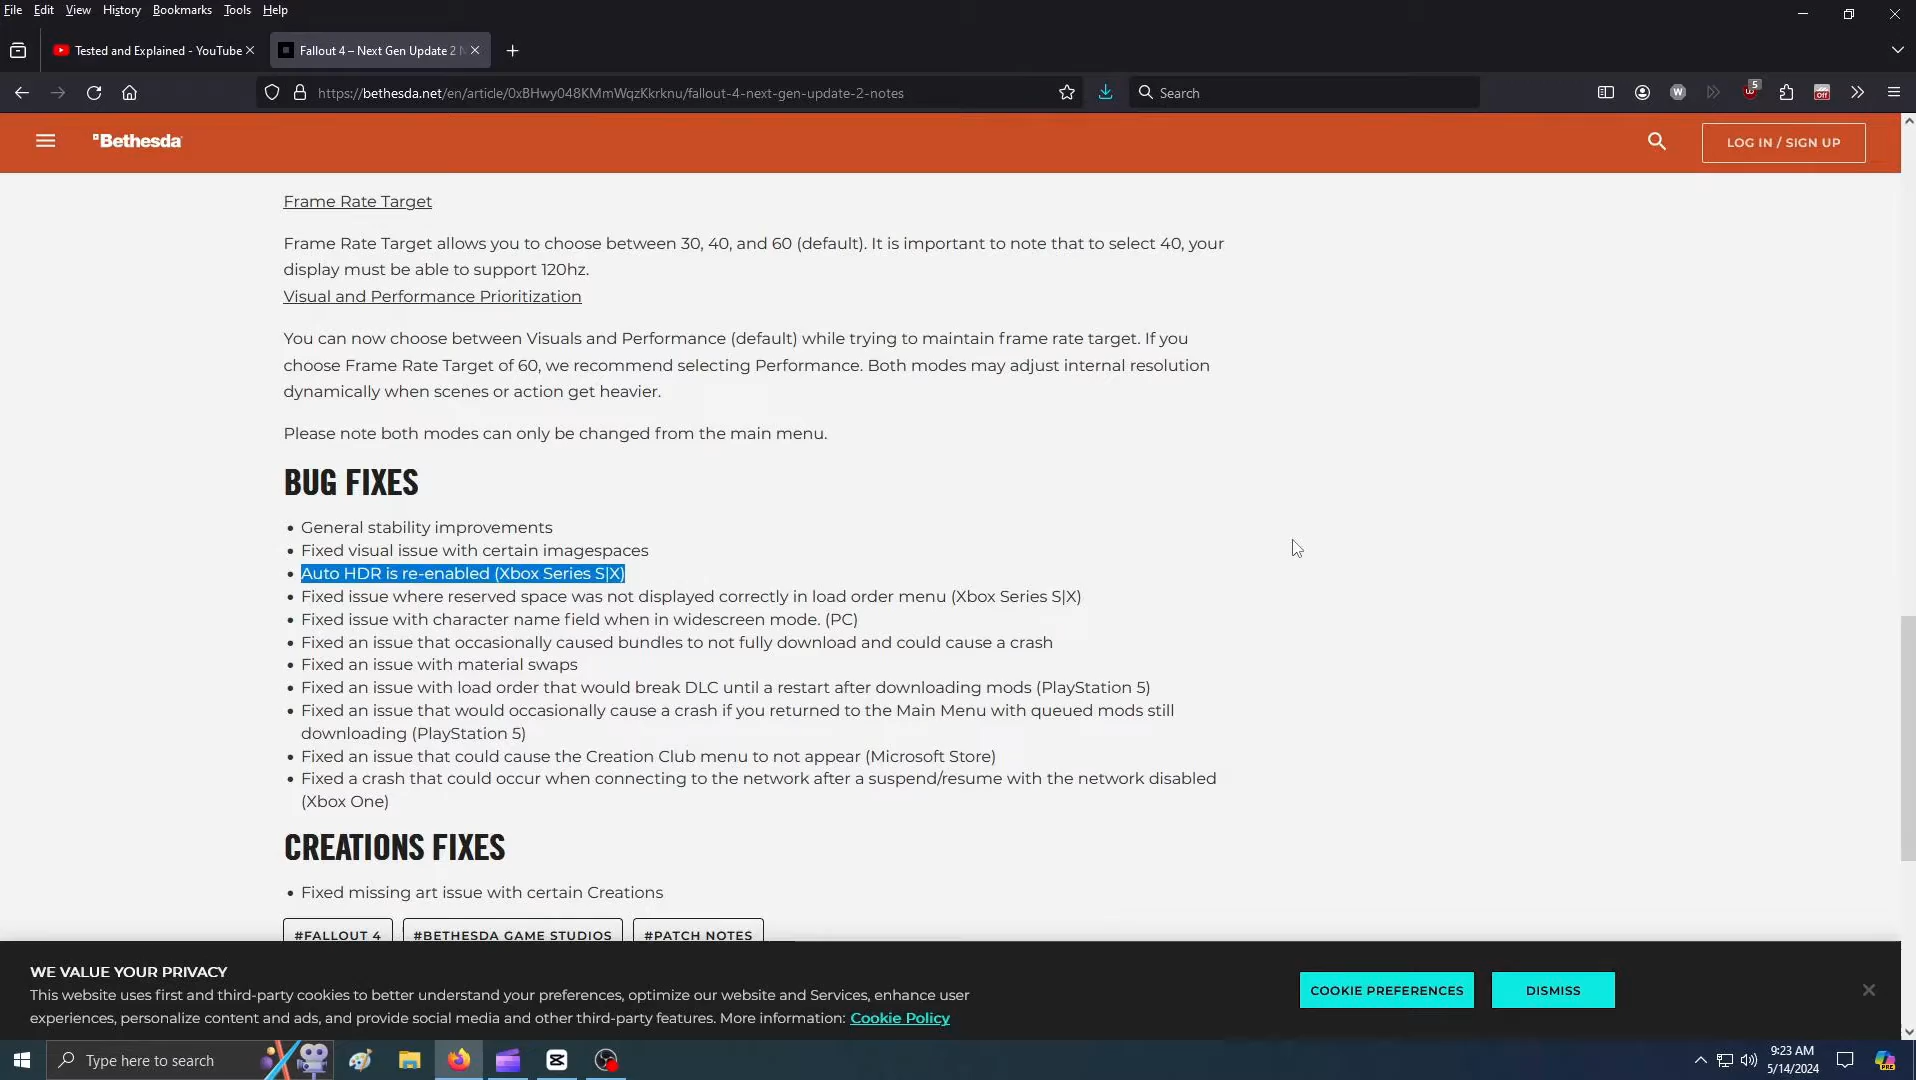 File Edit View History Bookmarks Tools Help
Tested and Explained - YouTube
Fallout 4 – Next Gen Update 2 N
https://bethesda.net/en/article/0xBHwy048KMmWqzKkrknu/fallout-4-next-gen-update-2-notes
Search
W
5
Off
Bethesda
LOG IN / SIGN UP
Frame Rate Target
Frame Rate Target allows you to choose between 30, 40, and 60 (default). It is important to note that to select 40, your
display must be able to support 120hz.
Visual and Performance Prioritization
You can now choose between Visuals and Performance (default) while trying to maintain frame rate target. If you
choose Frame Rate Target of 60, we recommend selecting Performance. Both modes may adjust internal resolution
dynamically when scenes or action get heavier.
Please note both modes can only be changed from the main menu.
BUG FIXES
• General stability improvements
• Fixed visual issue with certain imagespaces
• Auto HDR is re-enabled (Xbox Series S|X)
• Fixed issue where reserved space was not displayed correctly in load order menu (Xbox Series S|X)
• Fixed issue with character name field when in widescreen mode. (PC)
• Fixed an issue that occasionally caused bundles to not fully download and could cause a crash
• Fixed an issue with material swaps
• Fixed an issue with load order that would break DLC until a restart after downloading mods (PlayStation 5)
• Fixed an issue that would occasionally cause a crash if you returned to the Main Menu with queued mods still
downloading (PlayStation 5)
• Fixed an issue that could cause the Creation Club menu to not appear (Microsoft Store)
• Fixed a crash that could occur when connecting to the network after a suspend/resume with the network disabled
(Xbox One)
CREATIONS FIXES
• Fixed missing art issue with certain Creations
#FALLOUT 4 #BETHESDA GAME STUDIOS #PATCH NOTES
WE VALUE YOUR PRIVACY
This website uses first and third-party cookies to better understand your preferences, optimize our website and Services, enhance user
experiences, personalize content and ads, and provide social media and other third-party features. More information: Cookie Policy
COOKIE PREFERENCES
DISMISS
Type here to search
9:23 AM
5/14/2024
PRE